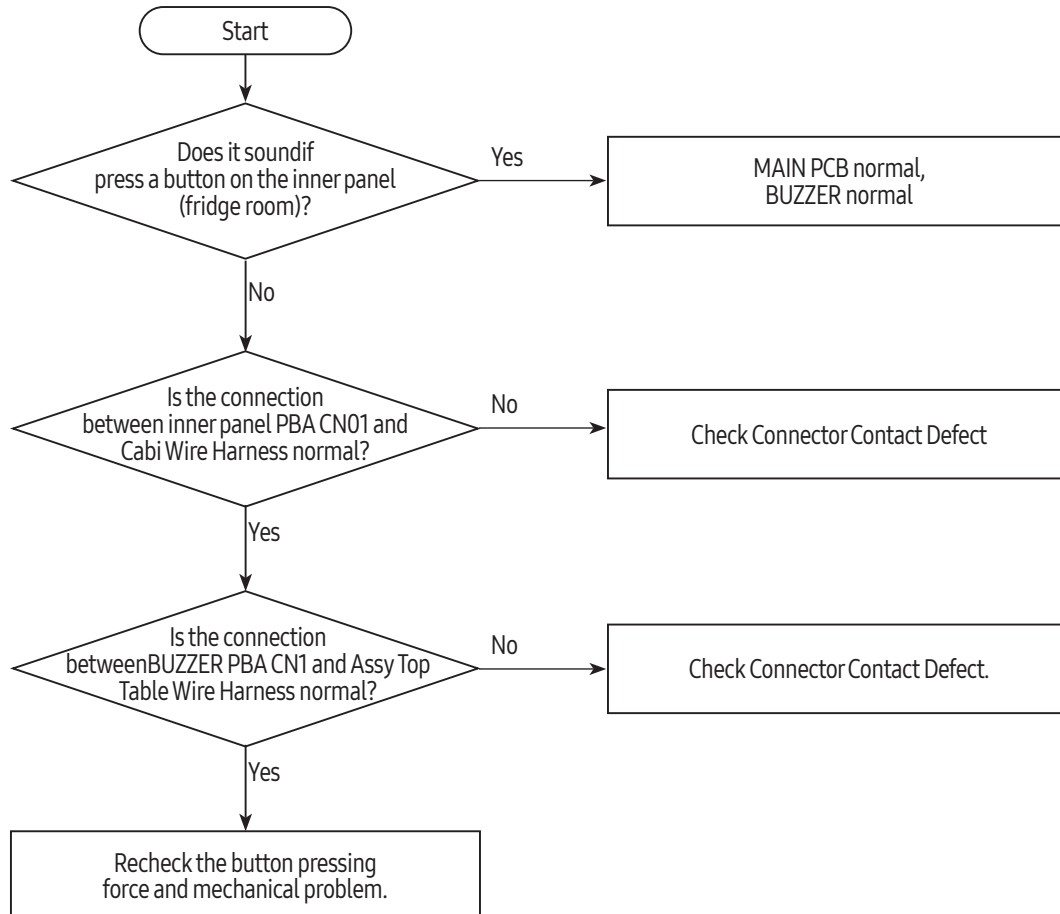 Start
Does it soundif
press a button on the inner panel
(fridge room)?
Yes
MAIN PCB normal,
BUZZER normal
No
Is the connection
between inner panel PBA CN01 and
Cabi Wire Harness normal?
No
Check Connector Contact Defect
Yes
Is the connection
betweenBUZZER PBA CN1 and Assy Top
Table Wire Harness normal?
No
Check Connector Contact Defect.
Yes
Recheck the button pressing
force and mechanical problem.